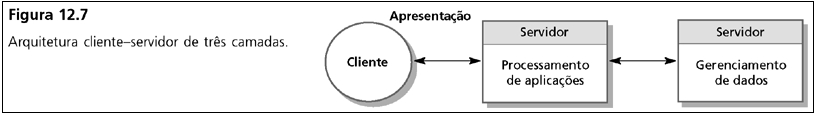 Figura 12.7
Arquitetura cliente–servidor de três camadas.
Apresentação
Cliente
Servidor
Processamento
de aplicações
Servidor
Gerenciamento
de dados